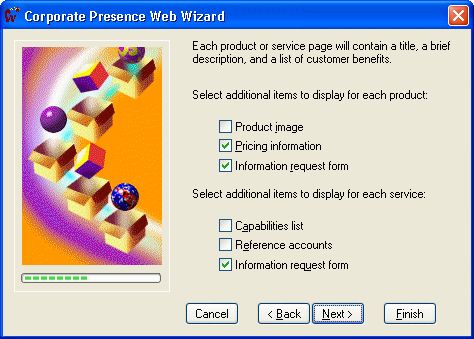 Corporate Presence Web Wizard
Each product or service page will contain a title, a brief
description, and a list of customer benefits.
Select additional items to display for each product:
Product image
Pricing information
Information request form
Select additional items to display for each service:
Capabilities list
Reference accounts
Information request form
Cancel
< Back
Next >
Finish